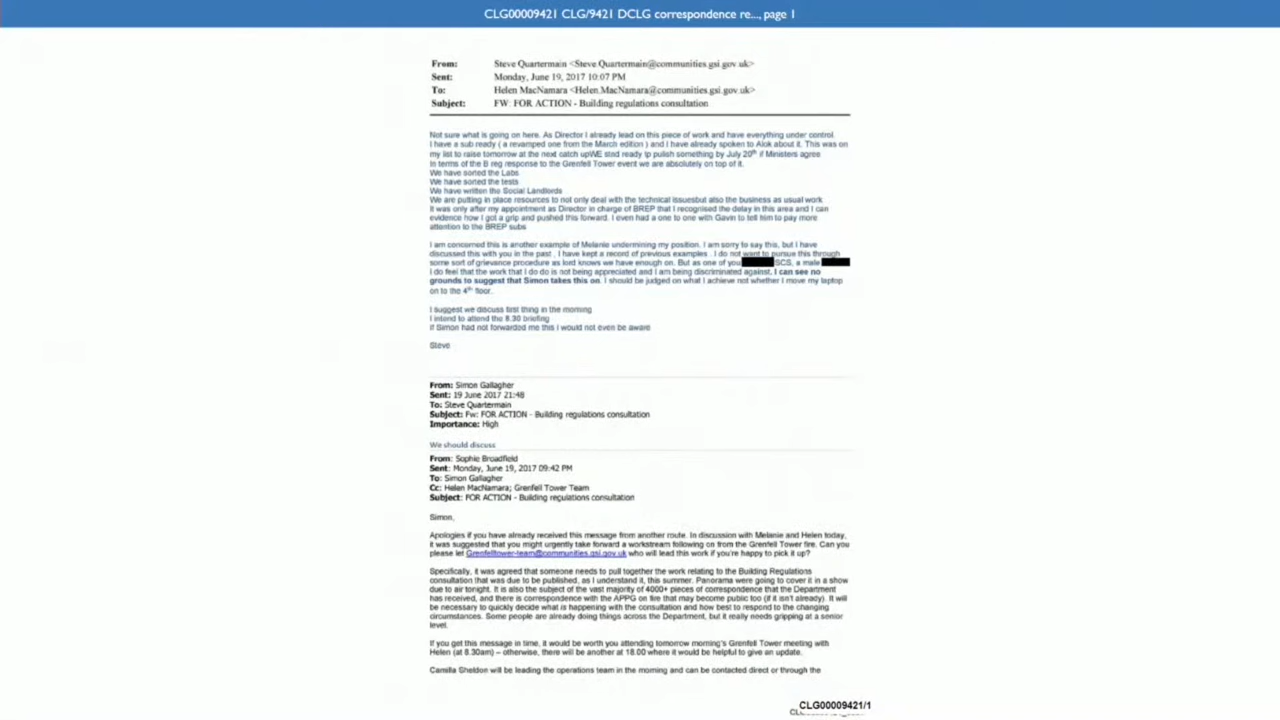 CLG00009421 CLG/9421 DCLG correspondence re..., page 1
From: Steve Quartermain <Steve Quartermain@communities.gsi.gov.uk>
Sent: Monday, June 19, 2017 10:07 PM
To: Helen MacNamara <Helen.MacNamara@communities.gsi.gov.uk>
Subject: FW: FOR ACTION - Building regulations consultation
Not sure what is going on here. As Director I already lead on this piece of work and have everything under control.
I have a sub ready ( a revamped one from the March edition ) and I have already spoken to Alok about it. This was on
my list to raise tomorrow at the next catch upWE stad ready tp pulish something by July 20th if Ministers agree
In terms of the B reg response to the Grenfell Tower event we are absolutely on top of it.
We have sorted the Labs
We have sorted the tests
We have written the Social Landlords
We are putting in place resources to not only deal with the technical issuesbut also the business as usual work
It was only after my appointment as Director in charge of BREP that I recognised the delay in this area and I can
evidence how I got a grip and pushed this forward. I even had a one to one with Gavin to tell him to pay more
attention to the BREP subs
I am concerned this is another example of Melanie undermining my position. I am sorry to say this, but I have
discussed this with you in the past , I have kept a record of previous examples . I do not want to pursue this through
some sort of grievance procedure as lord knows we have enough on. But as one of you SCS, a male
I do feel that the work that I do do is not being appreciated and I am being discriminated against. I can see no
grounds to suggest that Simon takes this on. I should be judged on what I achieve not whether I move my laptop
on to the 4th floor.
I suggest we discuss first thing in the morning
I intend to attend the 8.30 briefing
if Simon had not forwarded me this I would not even be aware
Steve
From: Simon Gallagher
Sent: 19 June 2017 21:48
To: Steve Quartermain
Subject: Fw: FOR ACTION - Building regulations consultation
Importance: High
We should discuss
From: Sophie Broadfield
Sent: Monday, June 19, 2017 09:42 PM
To: Simon Gallagher
Cc: Helen MacNamara; Grenfell Tower Team
Subject: FOR ACTION - Building regulations consultation
Simon,
Apologies if you have already received this message from another route. In discussion with Melanie and Helen today,
it was suggested that you might urgently take forward a workstream following on from the Grenfell Tower fire. Can you
please let Grenfelltower-team@communities.gsi.gov.uk who will lead this work if you're happy to pick it up?
Specifically, it was agreed that someone needs to pull together the work relating to the Building Regulations
consultation that was due to be published, as I understand it, this summer. Panorama were going to cover it in a show
due to air tonight. It is also the subject of the vast majority of 4000+ pieces of correspondence that the Department
has received, and there is correspondence with the APPG on fire that may become public too (if it isn't already). It will
be necessary to quickly decide what is happening with the consultation and how best to respond to the changing
circumstances. Some people are already doing things across the Department, but it really needs gripping at a senior
level.
If you get this message in time, it would be worth you attending tomorrow morning's Grenfell Tower meeting with
Helen (at 8.30am) – otherwise, there will be another at 18.00 where it would be helpful to give an update.
Camilla Sheldon will be leading the operations team in the morning and can be contacted direct or through the
CLG00009421/1